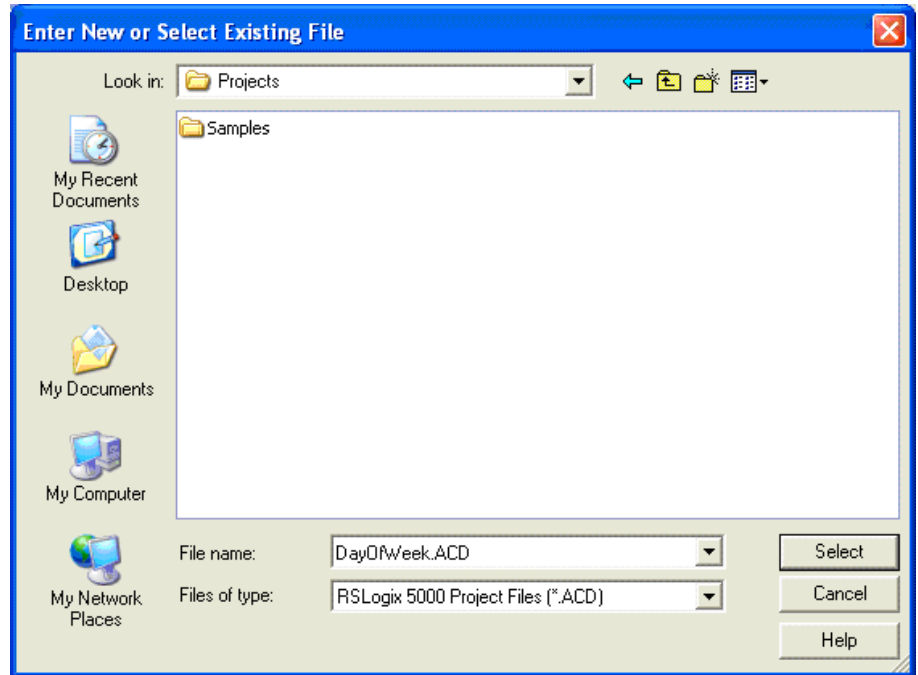 Enter New or Select Existing File
Look in: Projects
Samples
My Recent
Documents
Desktop
My Documents
My Computer
My Network
Places
File name: DayOfWeek.ACD Select
Files of type: RSLogix 5000 Project Files (*.ACD) Cancel
Help